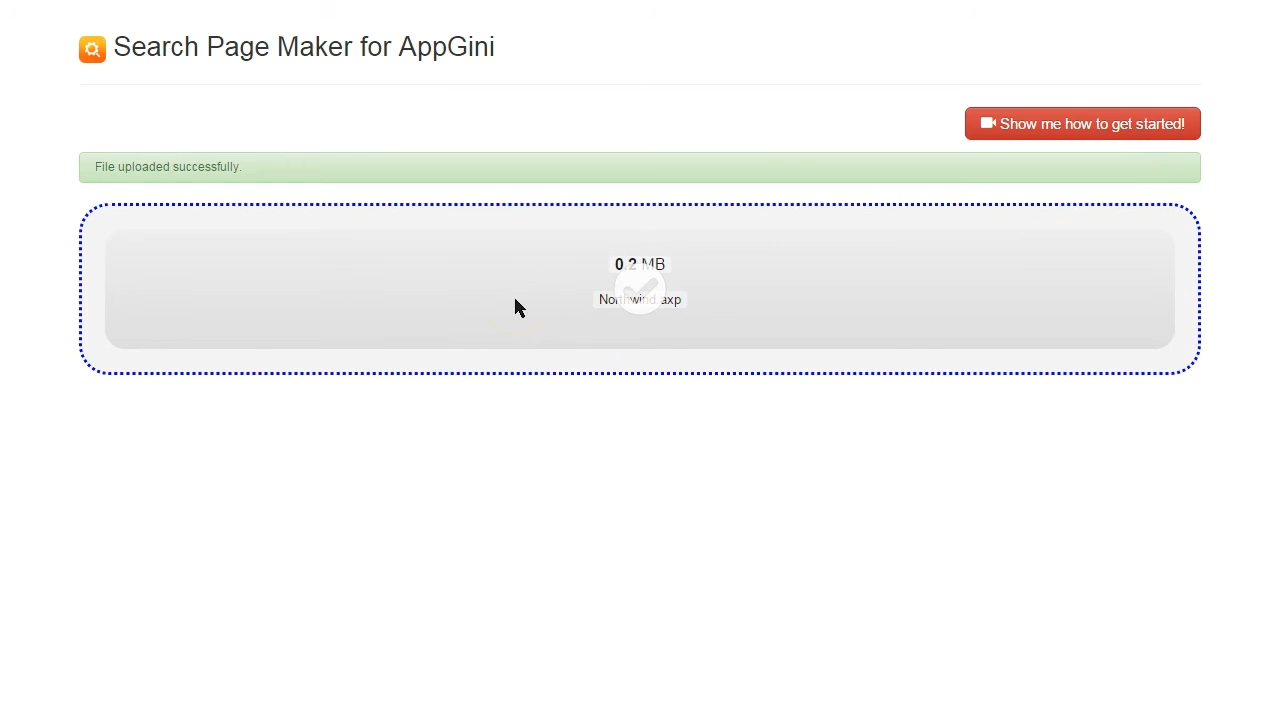 Search Page Maker for AppGini
Show me how to get started!
File uploaded successfully.
0.2 MB
Northwind.axp